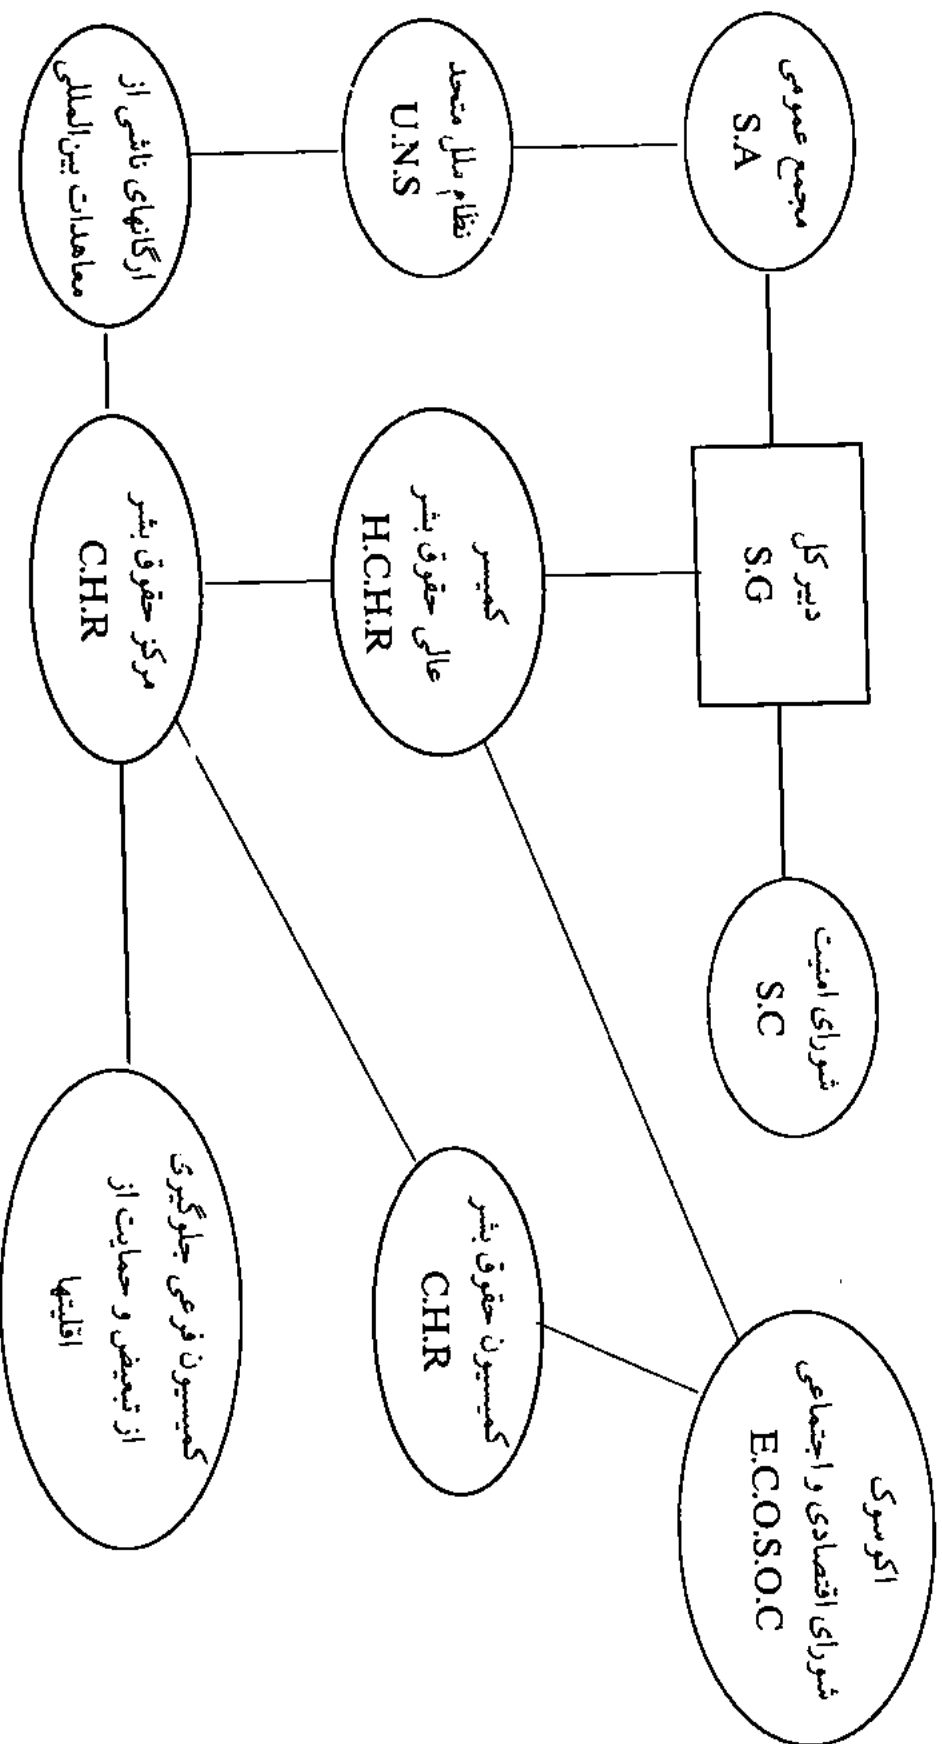 مجمع عمومی
S.A
دبیر کل
S.G
شورای امنیت
S.C
اکوسوک
شورای اقتصادی و اجتماعی
E.C.O.S.O.C
نظام ملل متحد
U.N.S
کمیسر
عالی حقوق بشر
H.C.H.R
کمیسیون حقوق بشر
C.H.R
ارگانهای ناشی از
معاهدات بین‌المللی
مرکز حقوق بشر
C.H.R
کمیسیون فرعی جلوگیری
از تبعیض و حمایت از
اقلیتها